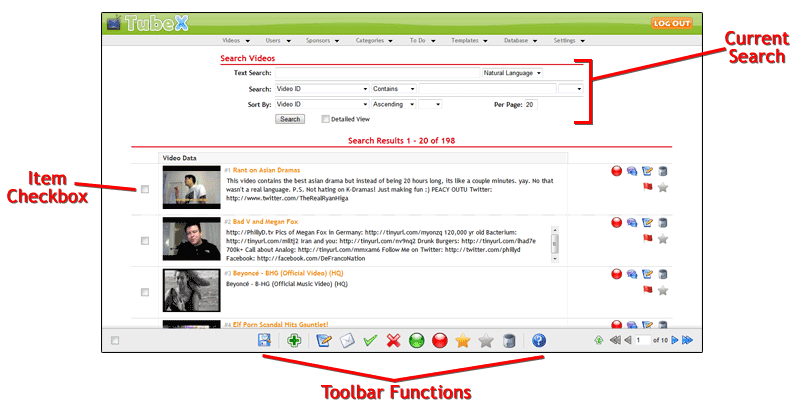 TubeX
LOG OUT
Videos Users Sponsors Categories To Do Templates Database Settings
Current Search
Search Videos
Text Search: Natural Language
Search: Video ID Contains
Sort By: Video ID Ascending Per Page: 20
Search Detailed View
Search Results 1 - 20 of 198
Video Data
Item Checkbox
#1 Rant on Asian Dramas
This video contains the best asian drama but instead of being 20 hours long, its like a couple minutes. yay. No that
wasn't a real language. P.S. Not hating on K-Dramas! Just making fun :) PEACY OUTU Twitter:
http://www.twitter.com/TheRealRyanHiga
#2 Bad V and Megan Fox
http://PhillyD.tv Pics of Megan Fox in Germany: http://tinyurl.com/myonzq 120,000 yr old Bacterium:
http://tinyurl.com/mlltj2 Iran and you: http://tinyurl.com/nv9nq2 Drunk Burgers: http://tinyurl.com/lhad7e
700k+ Call about Analog: http://tinyurl.com/mmxam6 Follow Me on Twitter: http://twitter.com/phillyd
Facebook: http://facebook.com/DeFrancoNation
#3 Beyoncé - BHG (Official Video) (HQ)
Beyonce - B-HG (Official Music Video) (HQ)
#4 Elf Porn Scandal Hits Gauntlet!
1 of 10
Toolbar Functions